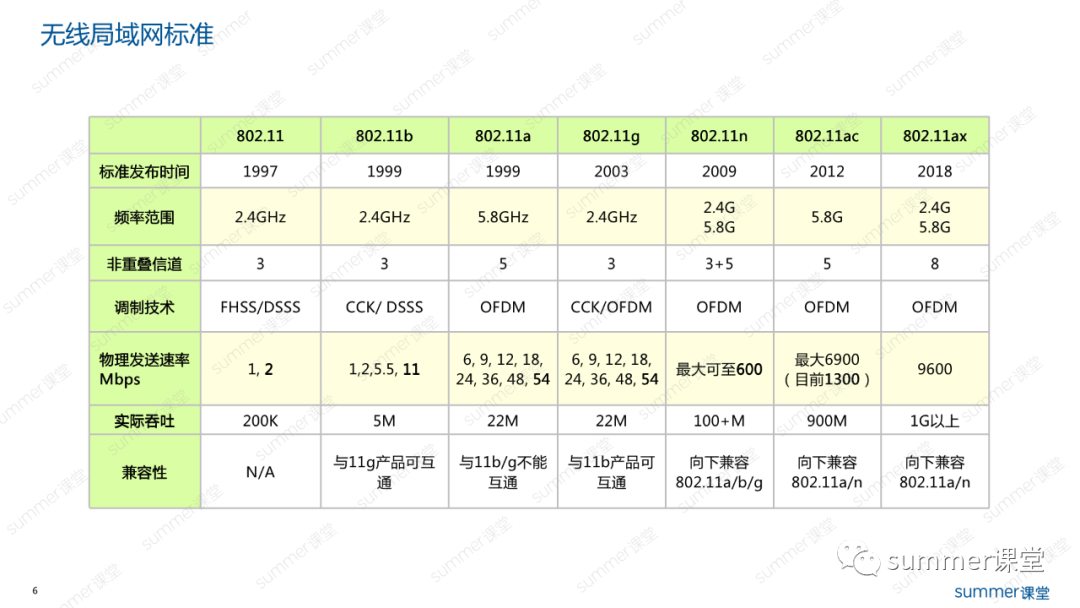 无线局域网标准
802.11 802.11b 802.11a 802.11g 802.11n 802.11ac 802.11ax
标准发布时间 1997 1999 1999 2003 2009 2012 2018
频率范围 2.4GHz 2.4GHz 5.8GHz 2.4GHz 2.4G 5.8G 5.8G 2.4G 5.8G
非重叠信道 3 3 5 3 3+5 5 8
调制技术 FHSS/DSSS CCK/ DSSS OFDM CCK/OFDM OFDM OFDM OFDM
物理发送速率 Mbps 1, 2 1,2,5.5, 11 6, 9, 12, 18, 24, 36, 48, 54 6, 9, 12, 18, 24, 36, 48, 54 最大可至600 最大6900 （目前1300） 9600
实际吞吐 200K 5M 22M 22M 100+M 900M 1G以上
兼容性 N/A 与11g产品可互通 与11b/g不能互通 与11b产品可互通 向下兼容 802.11a/b/g 向下兼容 802.11a/n 向下兼容 802.11a/n
summer课堂
6
summer课堂